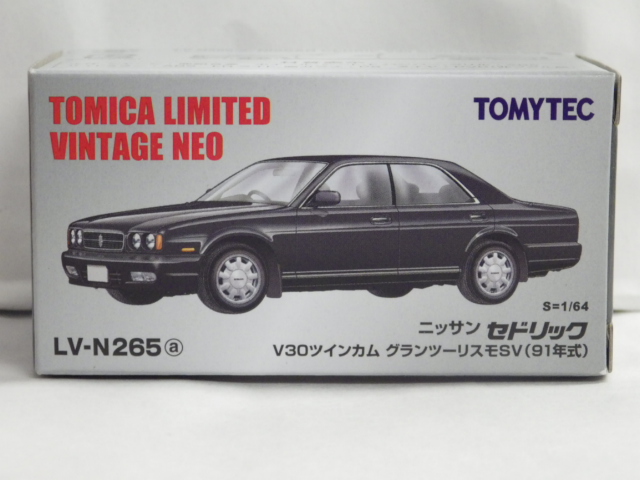 TOMICA LIMITED
VINTAGE NEO
TOMYTEC
S=1/64
ニッサン セドリック
LV-N265ⓐ
V30ツインカム グランツーリスモSV(91年式)